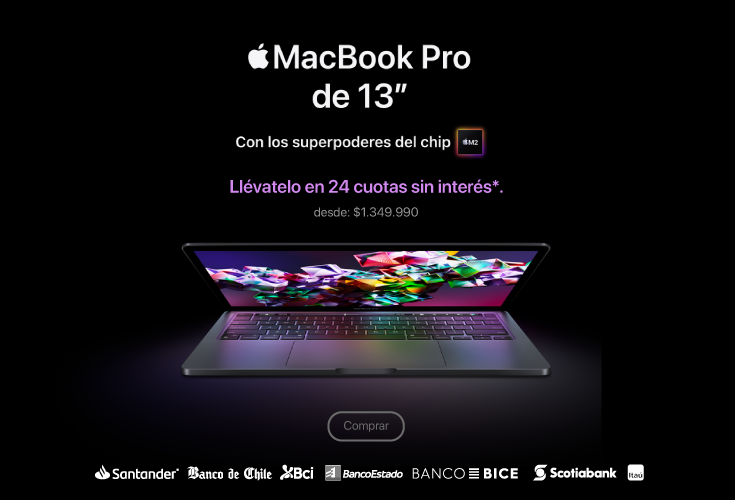 MacBook Pro
de 13”
Con los superpoderes del chip M2
Llévatelo en 24 cuotas sin interés*.
desde: $1.349.990
Comprar
Santander Banco de Chile Bci BancoEstado BANCO BICE Scotiabank Itaú